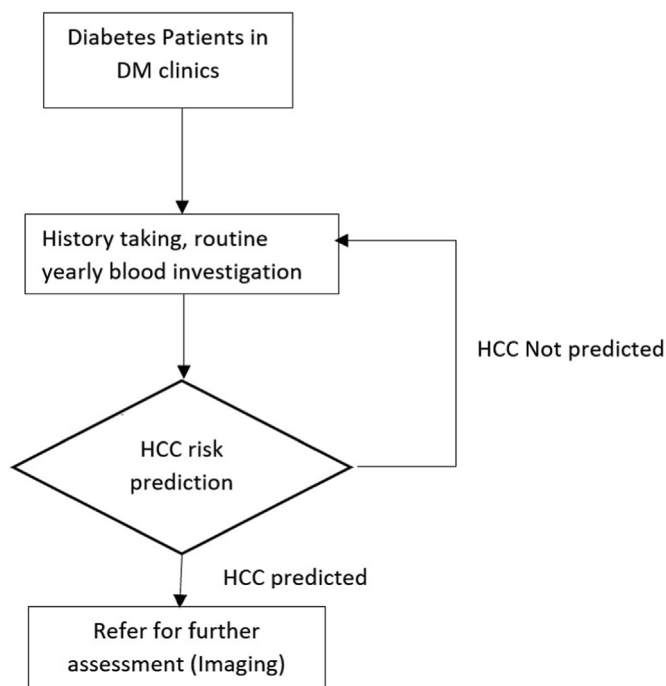 Diabetes Patients in
DM clinics
History taking, routine
yearly blood investigation
HCC Not predicted
HCC risk
prediction
HCC predicted
Refer for further
assessment (Imaging)